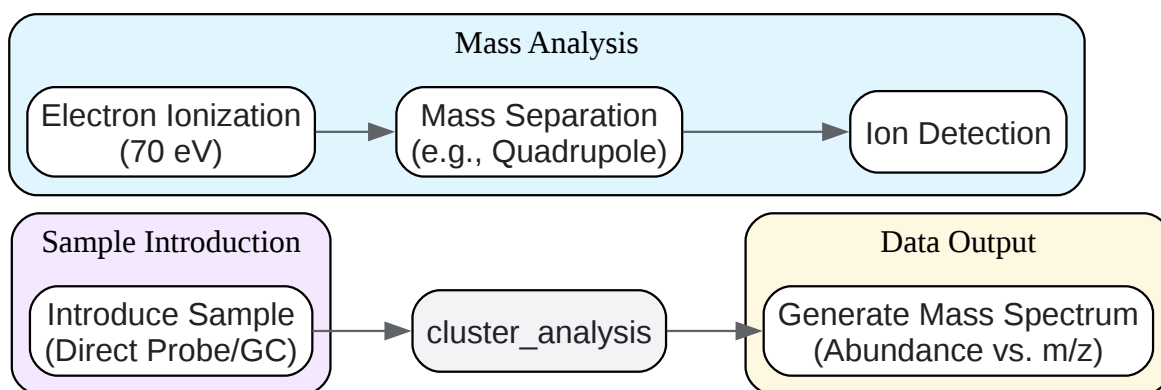 Mass Analysis
Electron Ionization
(70 eV)
Mass Separation
(e.g., Quadrupole)
Ion Detection
Sample Introduction
Introduce Sample
(Direct Probe/GC)
cluster_analysis
Data Output
Generate Mass Spectrum
(Abundance vs. m/z)